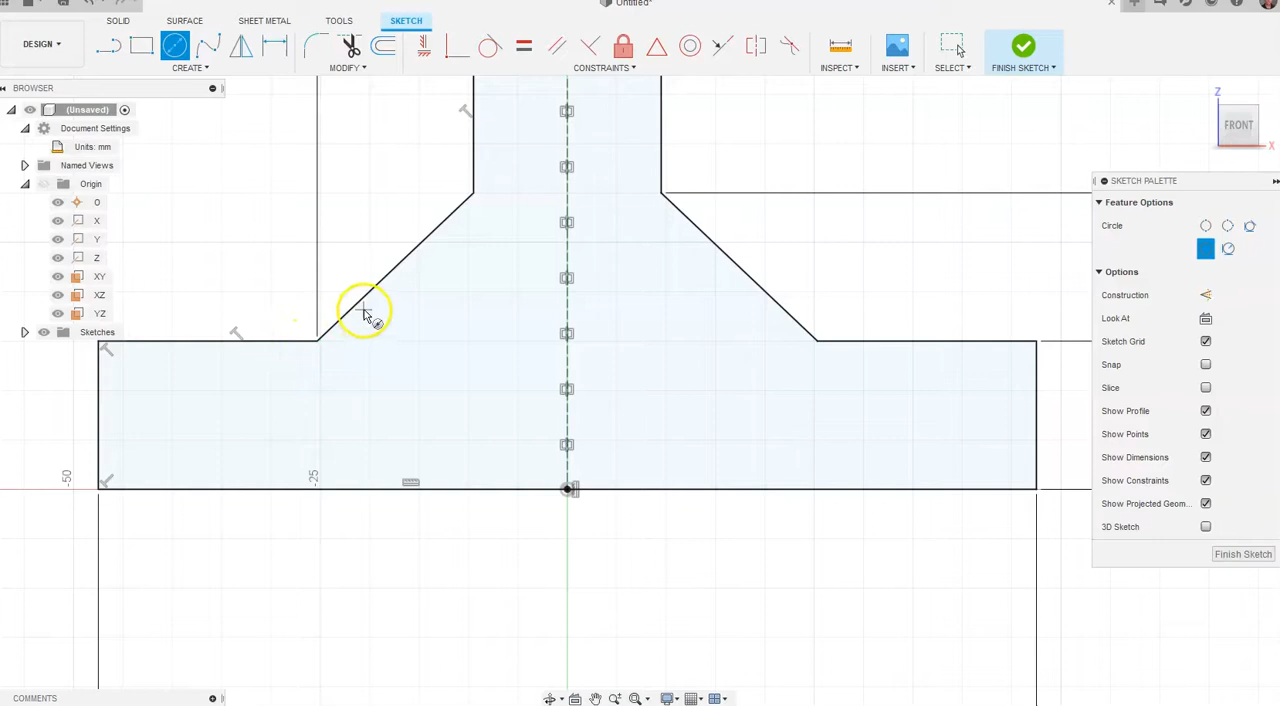 Untitled*
SOLID SURFACE SHEET METAL TOOLS SKETCH
DESIGN
CREATE MODIFY CONSTRAINTS INSPECT INSERT SELECT FINISH SKETCH
BROWSER
(Unsaved)
Document Settings
Units: mm
Named Views
Origin
O
X
Y
Z
XY
XZ
YZ
Sketches
-50
-25
Z
FRONT
X
SKETCH PALETTE
Feature Options
Circle
Options
Construction
Look At
Sketch Grid
Snap
Slice
Show Profile
Show Points
Show Dimensions
Show Constraints
Show Projected Geom...
3D Sketch
Finish Sketch
COMMENTS